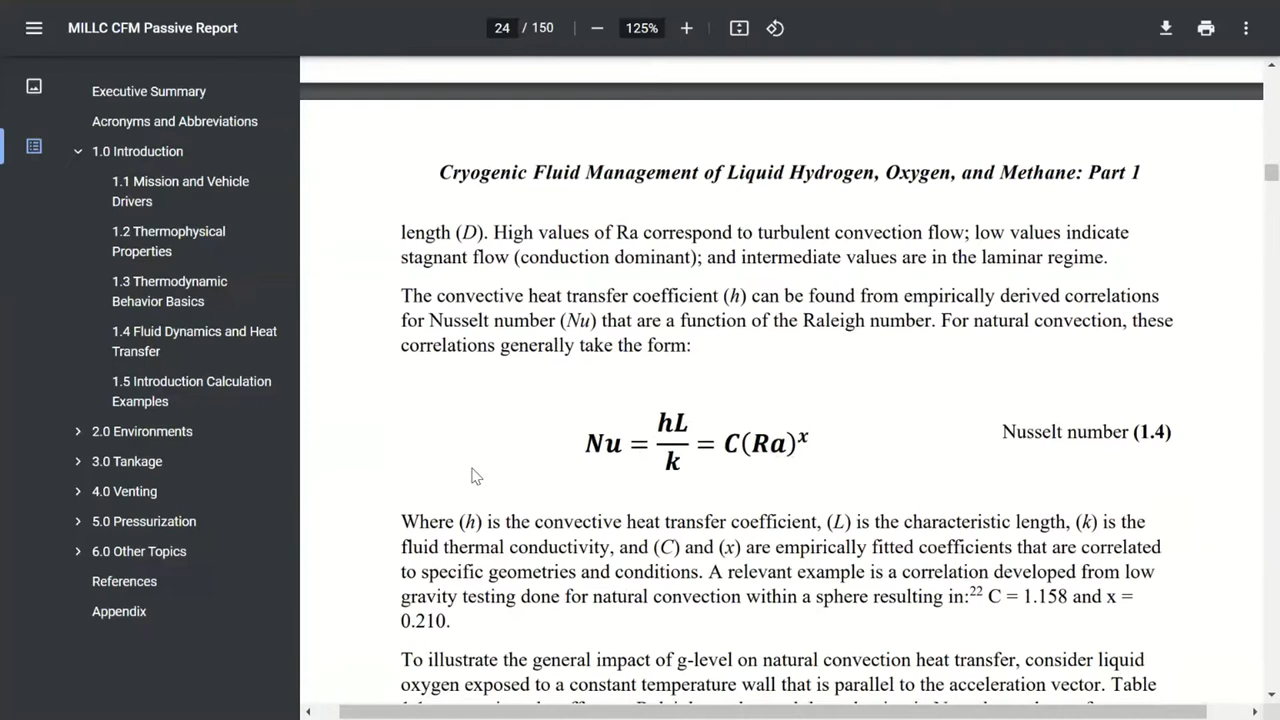 MILLC CFM Passive Report
24 / 150
125%
Executive Summary
Acronyms and Abbreviations
1.0 Introduction
1.1 Mission and Vehicle
Drivers
1.2 Thermophysical
Properties
1.3 Thermodynamic
Behavior Basics
1.4 Fluid Dynamics and Heat
Transfer
1.5 Introduction Calculation
Examples
2.0 Environments
3.0 Tankage
4.0 Venting
5.0 Pressurization
6.0 Other Topics
References
Appendix
Cryogenic Fluid Management of Liquid Hydrogen, Oxygen, and Methane: Part 1
length (D). High values of Ra correspond to turbulent convection flow; low values indicate
stagnant flow (conduction dominant); and intermediate values are in the laminar regime.
The convective heat transfer coefficient (h) can be found from empirically derived correlations
for Nusselt number (Nu) that are a function of the Raleigh number. For natural convection, these
correlations generally take the form:
Nu = hL/k = C(Ra)ˣ
Nusselt number (1.4)
Where (h) is the convective heat transfer coefficient, (L) is the characteristic length, (k) is the
fluid thermal conductivity, and (C) and (x) are empirically fitted coefficients that are correlated
to specific geometries and conditions. A relevant example is a correlation developed from low
gravity testing done for natural convection within a sphere resulting in:²² C = 1.158 and x =
0.210.
To illustrate the general impact of g-level on natural convection heat transfer, consider liquid
oxygen exposed to a constant temperature wall that is parallel to the acceleration vector. Table